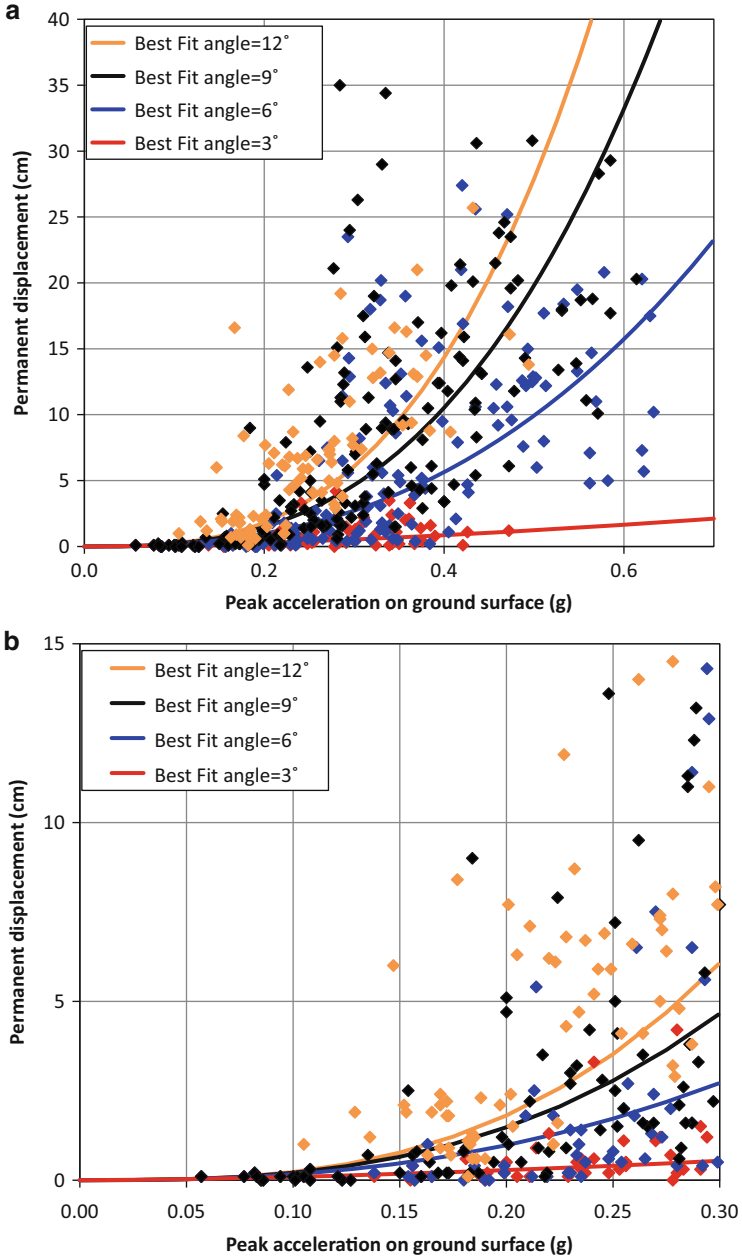 a
40
35
30
25
20
15
10
5
0
Permanent displacement (cm)
Best Fit angle=12˚
Best Fit angle=9˚
Best Fit angle=6˚
Best Fit angle=3˚
0.0 0.2 0.4 0.6
Peak acceleration on ground surface (g)
b
15
10
5
0
Permanent displacement (cm)
Best Fit angle=12˚
Best Fit angle=9˚
Best Fit angle=6˚
Best Fit angle=3˚
0.00 0.05 0.10 0.15 0.20 0.25 0.30
Peak acceleration on ground surface (g)